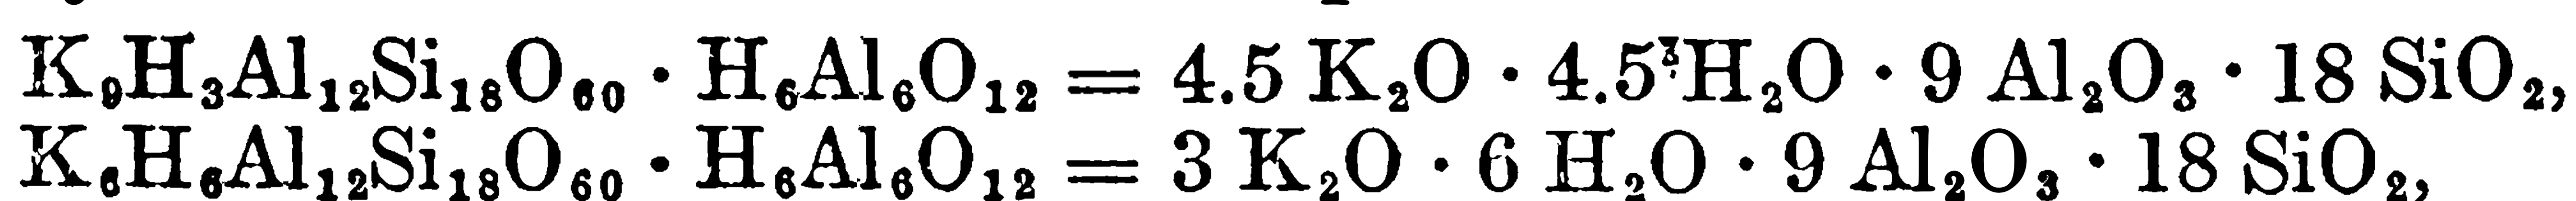 K₉H₃Al₁₂Si₁₈O₆₀ · H₆Al₆O₁₂ = 4.5 K₂O · 4.5 H₂O · 9 Al₂O₃ · 18 SiO₂,
K₆H₆Al₁₂Si₁₈O₆₀ · H₆Al₆O₁₂ = 3 K₂O · 6 H₂O · 9 Al₂O₃ · 18 SiO₂,